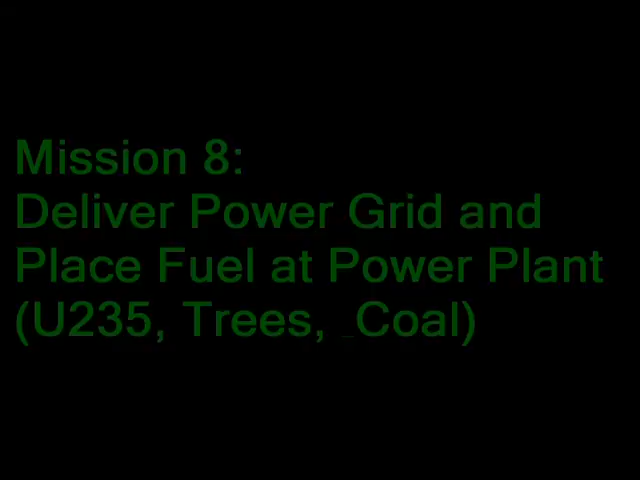 Mission 8:
Deliver Power Grid and
Place Fuel at Power Plant
(U235, Trees, _Coal)